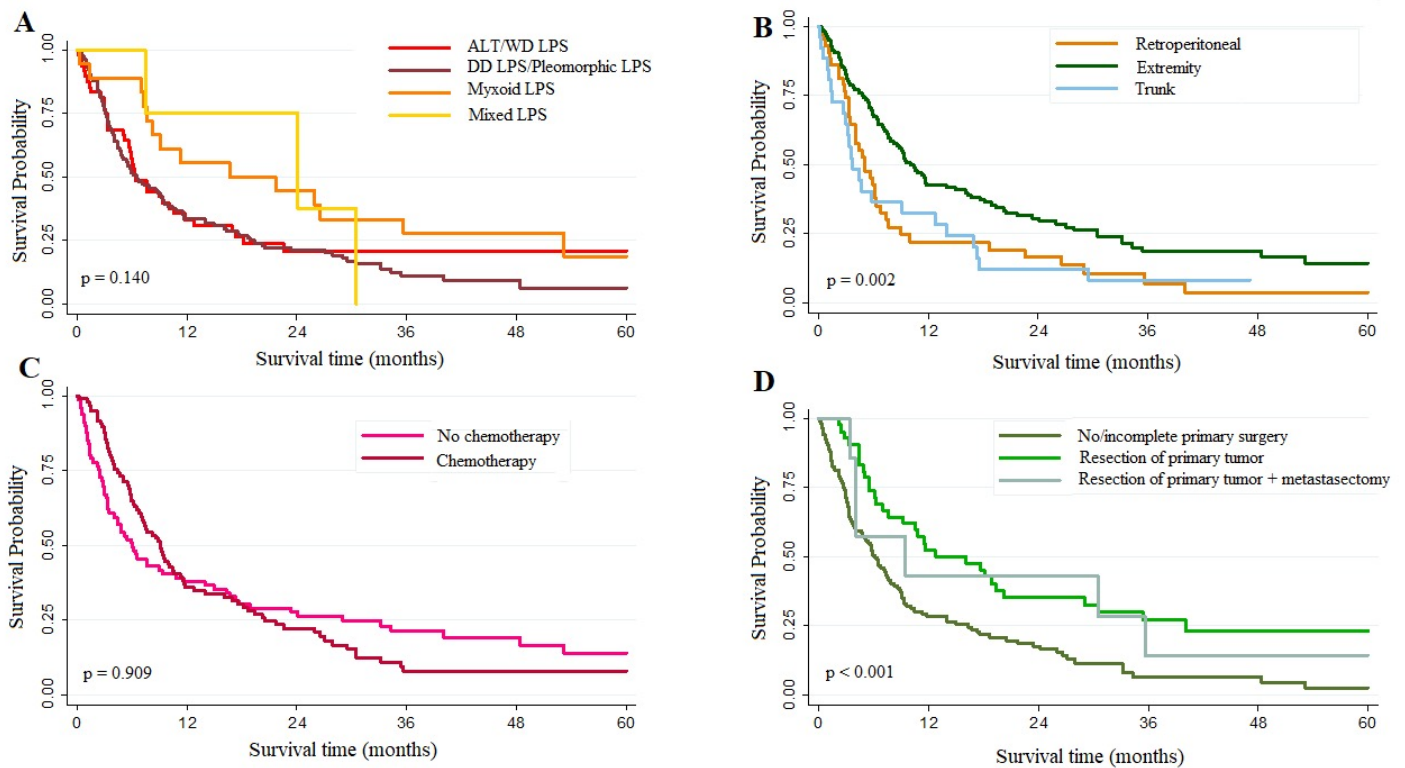 A
1.00
0.75
0.50
0.25
0.00
Survival Probability
ALT/WD LPS
DD LPS/Pleomorphic LPS
Myxoid LPS
Mixed LPS
p = 0.140
0 12 24 36 48 60
Survival time (months)
B
1.00
0.75
0.50
0.25
0.00
Survival Probability
Retroperitoneal
Extremity
Trunk
p = 0.002
0 12 24 36 48 60
Survival time (months)
C
1.00
0.75
0.50
0.25
0.00
Survival Probability
No chemotherapy
Chemotherapy
p = 0.909
0 12 24 36 48 60
Survival time (months)
D
1.00
0.75
0.50
0.25
0.00
Survival Probability
No/incomplete primary surgery
Resection of primary tumor
Resection of primary tumor + metastasectomy
p < 0.001
0 12 24 36 48 60
Survival time (months)